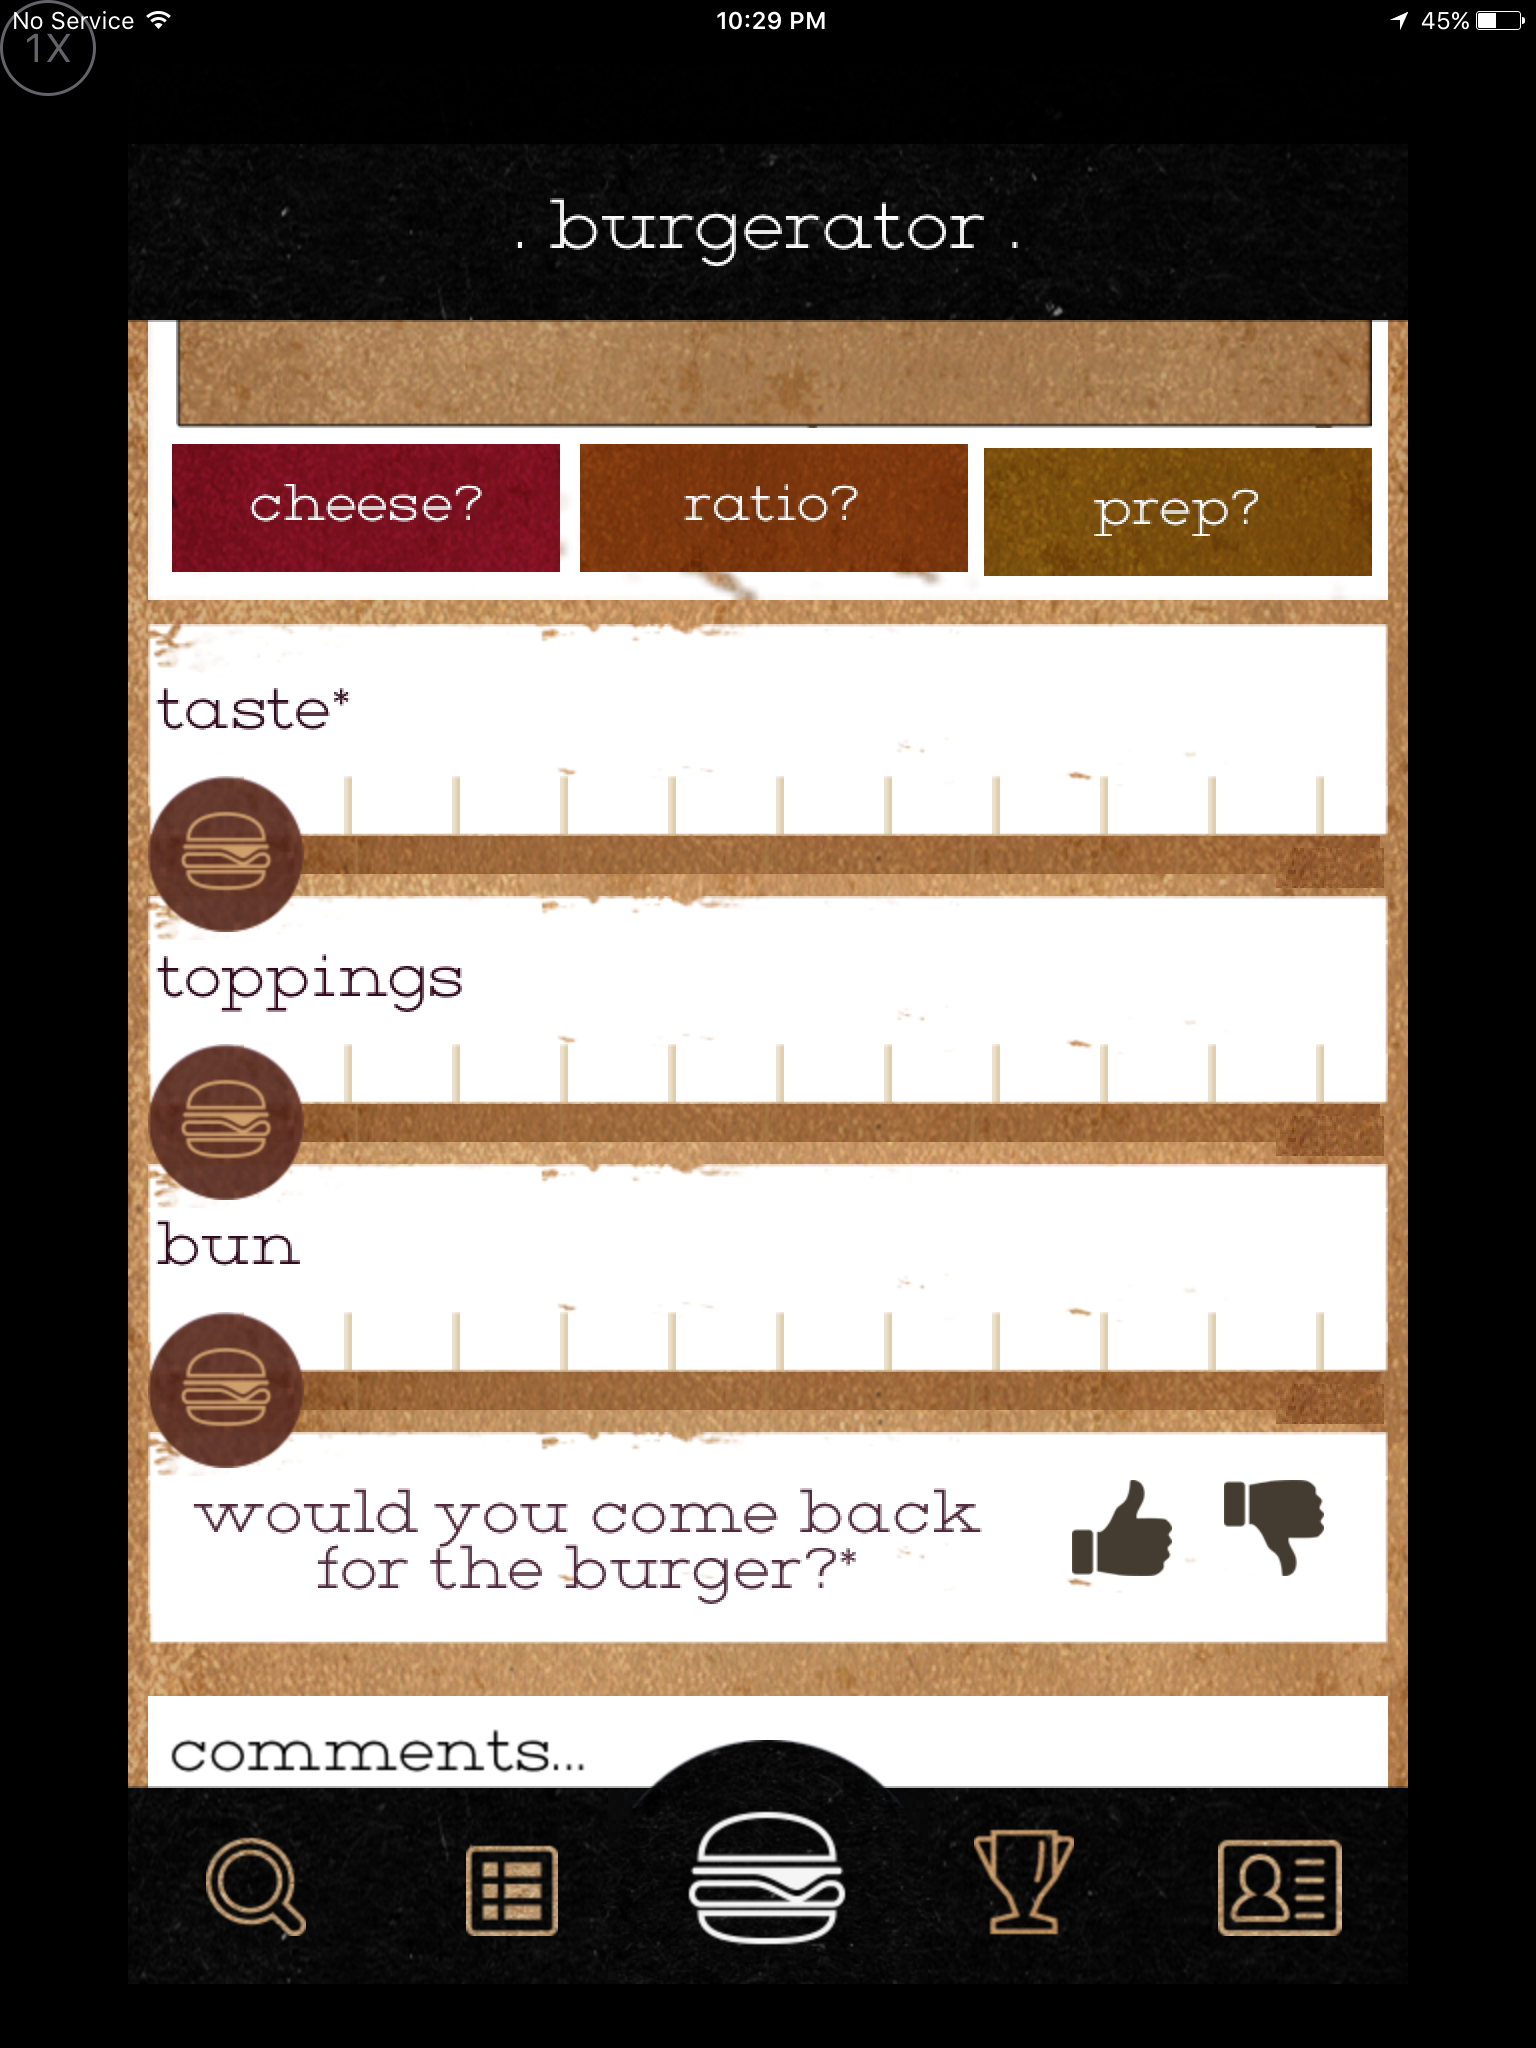 No Service 10:29 PM 45%
1X
. burgerator .
cheese? ratio? prep?
taste*
toppings
bun
would you come back
for the burger?*
comments...